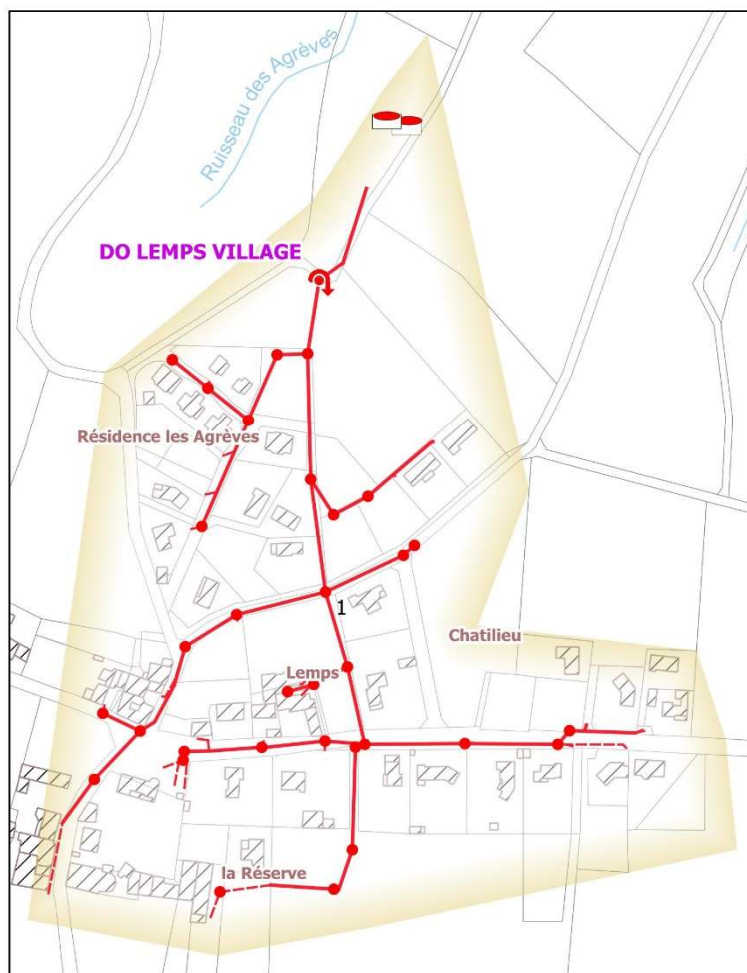 Ruisseau des Agrèves
DO LEMPS VILLAGE
Résidence les Agrèves
1
Chatilieu
Lemps
la Réserve